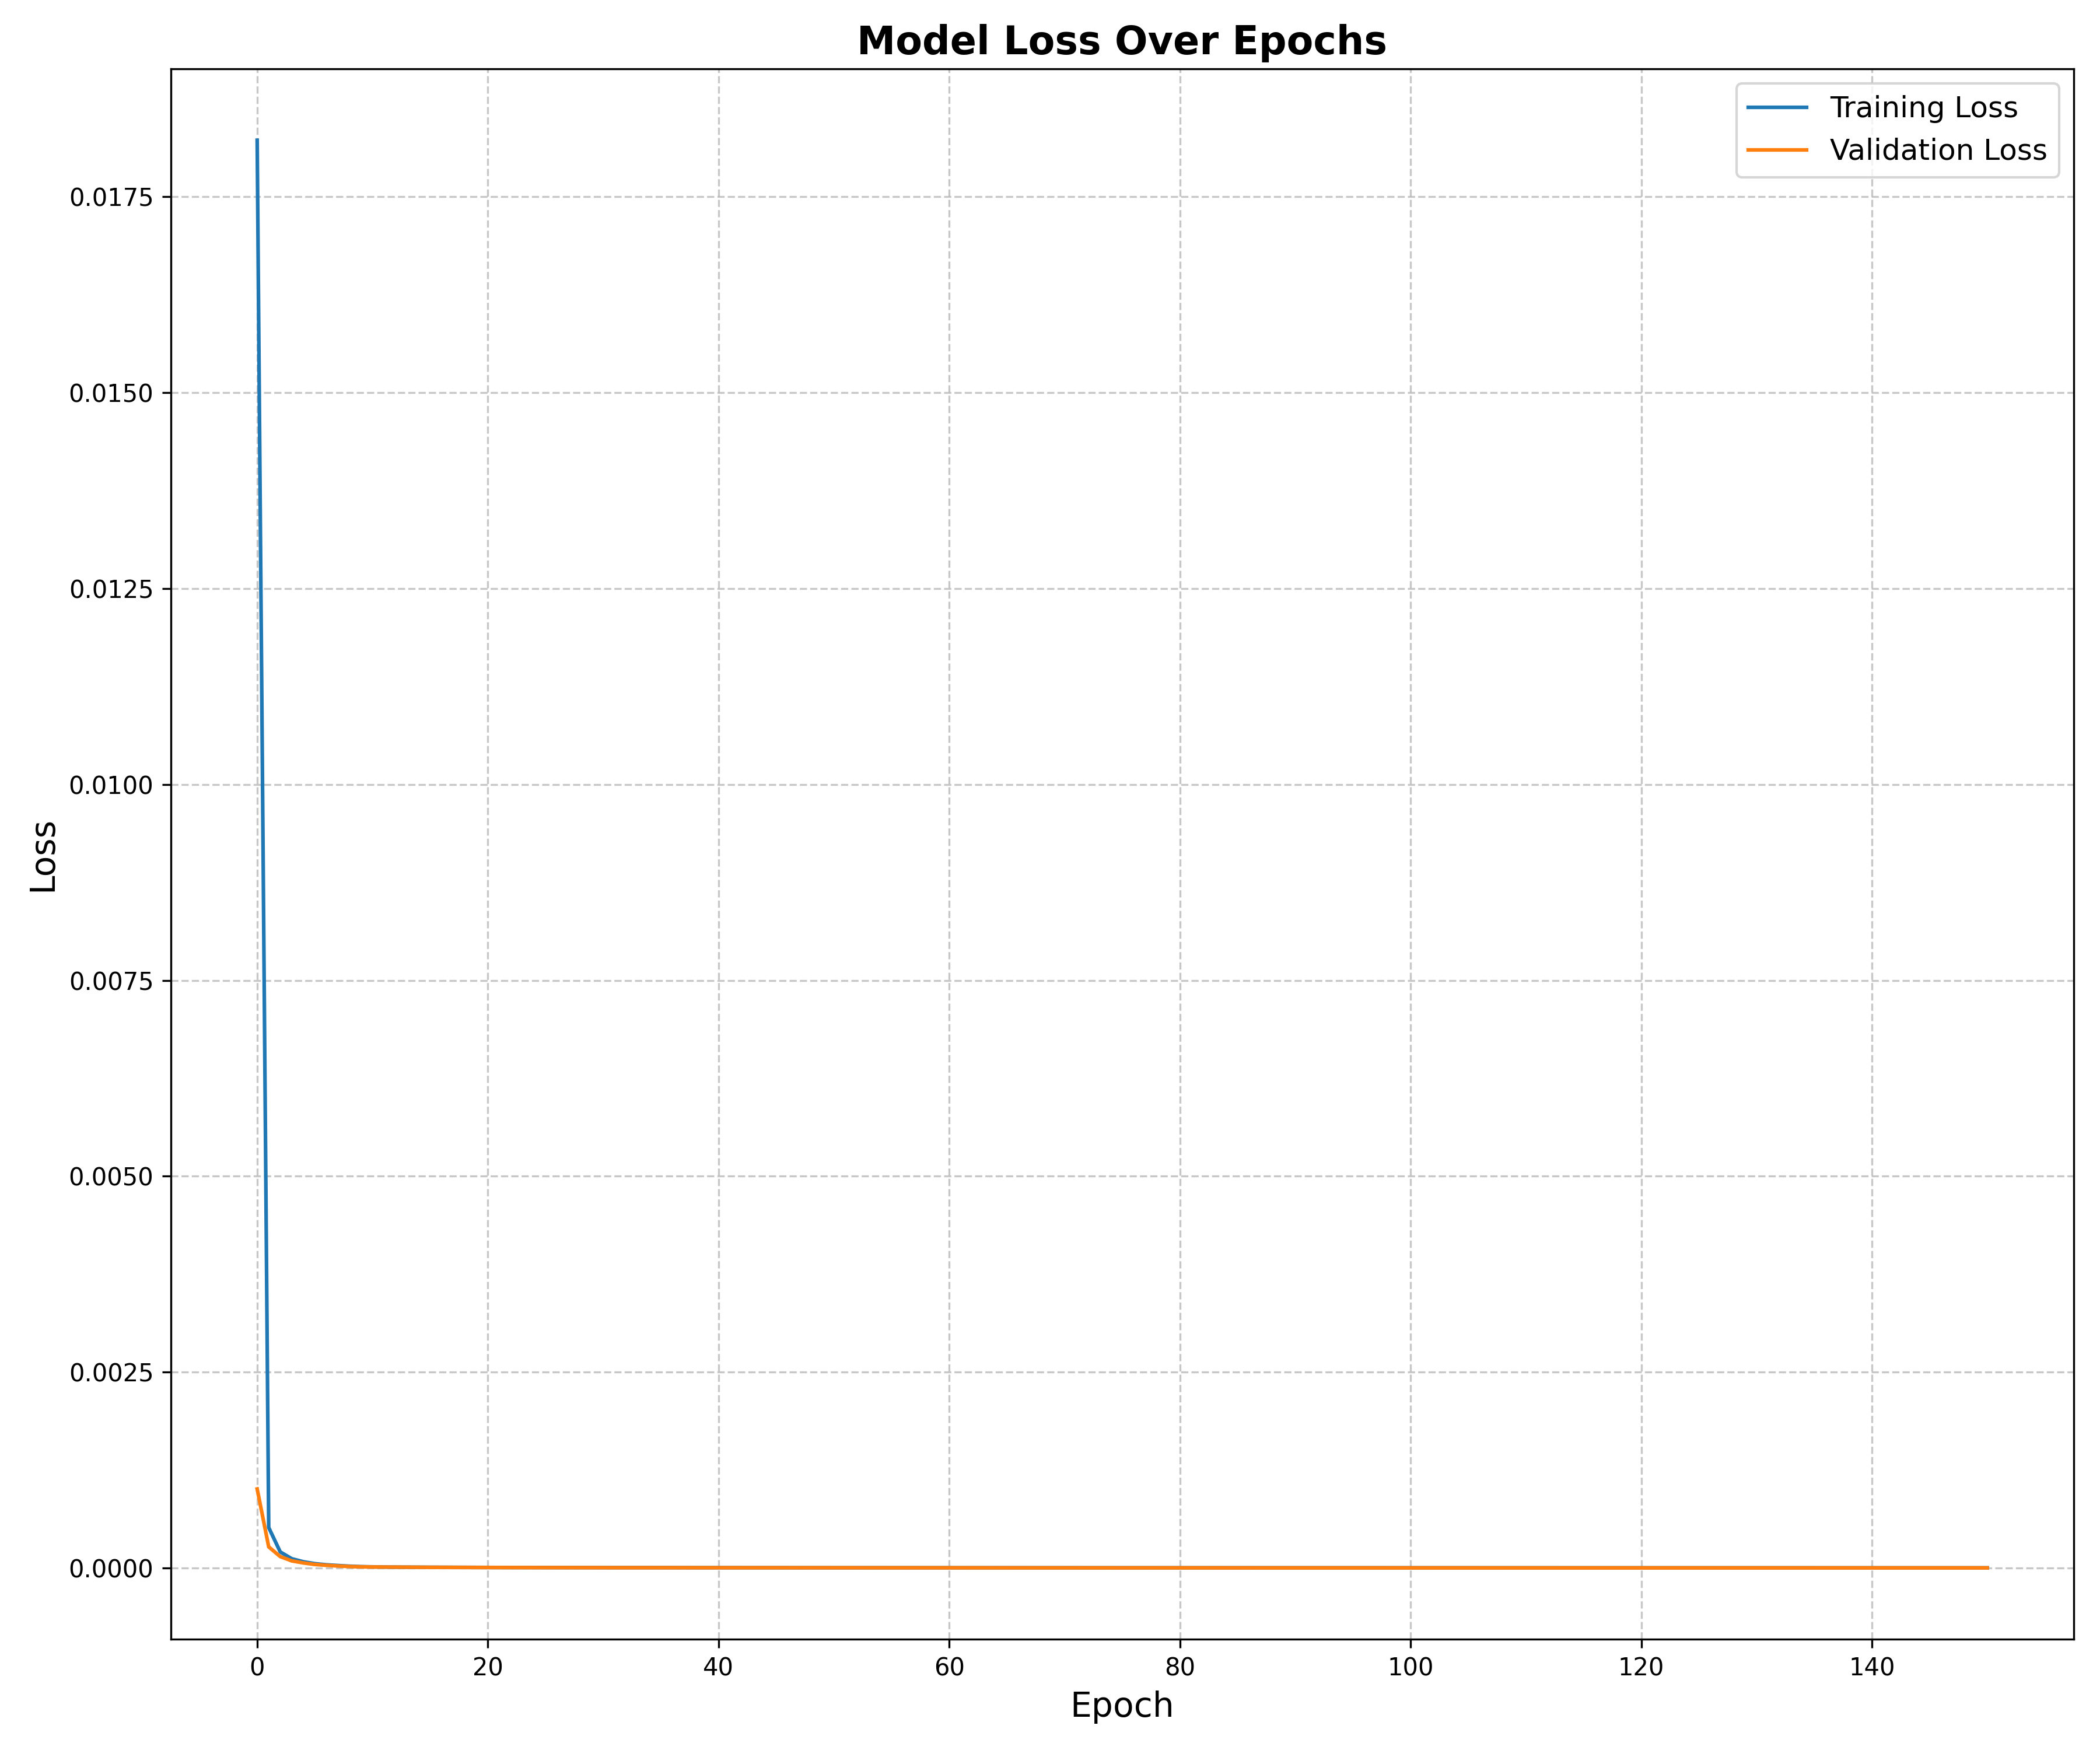 Model Loss Over Epochs
Training Loss
Validation Loss
0.0175
0.0150
0.0125
0.0100
0.0075
0.0050
0.0025
0.0000
Loss
0 20 40 60 80 100 120 140
Epoch